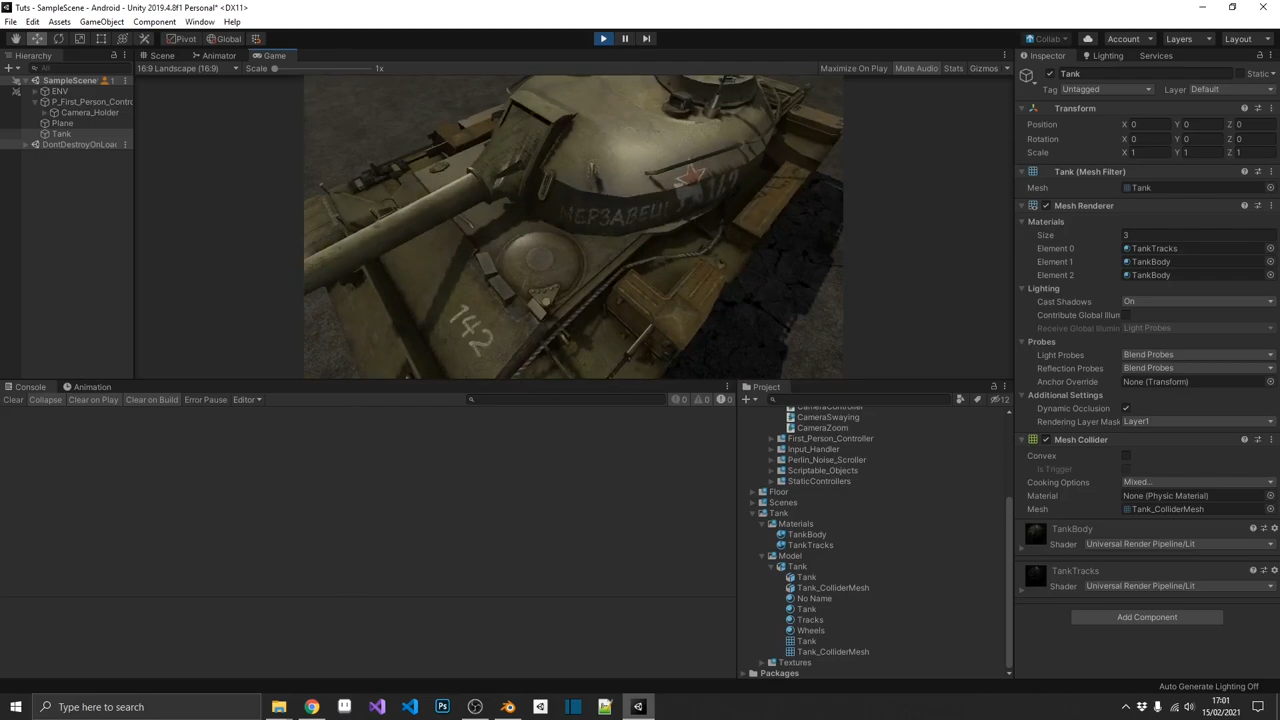 Tuts - SampleScene - Android - Unity 2019.4.8f1 Personal* <DX11>
File Edit Assets GameObject Component Window Help
Pivot Global Collab Account Layers Layout
Hierarchy Scene Animator Game Inspector Lighting Services
All 16:9 Landscape (16:9) Scale 1x Maximize On Play Mute Audio Stats Gizmos Tank Static
SampleScene 1
Tag Untagged Layer Default
ENV
P_First_Person_Contro
Camera_Holder
Plane
Tank
DontDestroyOnLoad
142
Transform
Position X 0 Y 0 Z 0
Rotation X 0 Y 0 Z 0
Scale X 1 Y 1 Z 1
Tank (Mesh Filter)
Mesh Tank
Mesh Renderer
Materials
Size 3
Element 0 TankTracks
Element 1 TankBody
Element 2 TankBody
Lighting
Cast Shadows On
Contribute Global Illum
Receive Global Illumin Light Probes
Probes
Light Probes Blend Probes
Reflection Probes Blend Probes
Anchor Override None (Transform)
Additional Settings
Dynamic Occlusion
Rendering Layer Mask Layer1
Mesh Collider
Convex
Is Trigger
Cooking Options Mixed...
Material None (Physic Material)
Mesh Tank_ColliderMesh
TankBody
Shader Universal Render Pipeline/Lit
TankTracks
Shader Universal Render Pipeline/Lit
Add Component
Console Animation
Clear Collapse Clear on Play Clear on Build Error Pause Editor 0 0 0
Project
12
CameraController
CameraSwaying
CameraZoom
First_Person_Controller
Input_Handler
Perlin_Noise_Scroller
Scriptable_Objects
StaticControllers
Floor
Scenes
Tank
Materials
TankBody
TankTracks
Model
Tank
Tank
Tank_ColliderMesh
No Name
Tank
Tracks
Wheels
Tank
Tank_ColliderMesh
Textures
Packages
Auto Generate Lighting Off
Type here to search
17:01
15/02/2021